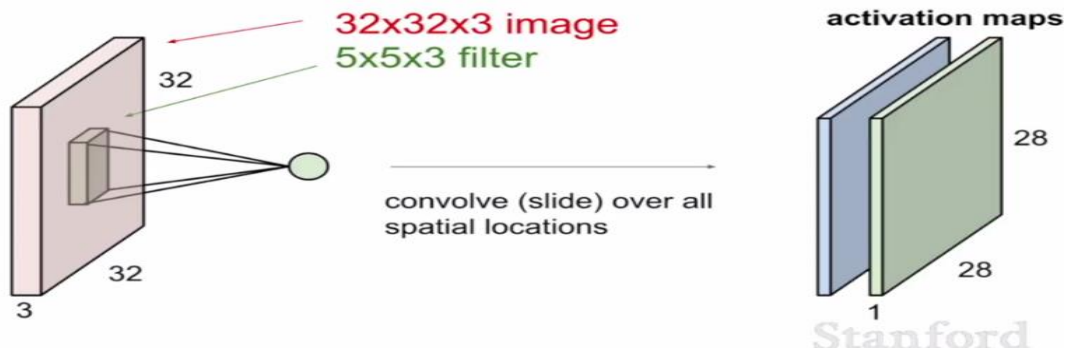 32x32x3 image
5x5x3 filter
32
32
3
convolve (slide) over all
spatial locations
activation maps
28
28
1
Stanford